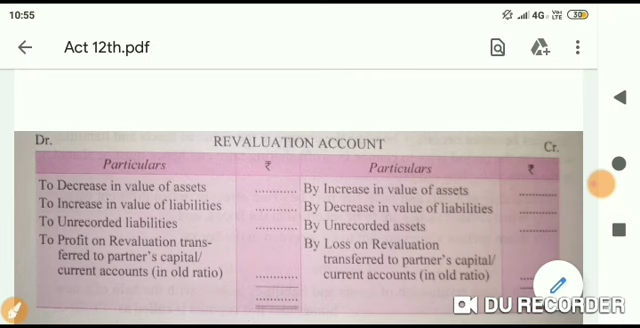 10:55
4G
Vo)
LTE
30
Act 12th.pdf
Dr.
REVALUATION ACCOUNT
Cr.
Particulars ₹ Particulars ₹
To Decrease in value of assets ............ By Increase in value of assets ............
To Increase in value of liabilities ............ By Decrease in value of liabilities ............
To Unrecorded liabilities ............ By Unrecorded assets ............
To Profit on Revaluation trans- By Loss on Revaluation
ferred to partner's capital/ transferred to partner's capital/
current accounts (in old ratio) ............ current accounts (in old ratio) ....
............
DU RECORDER